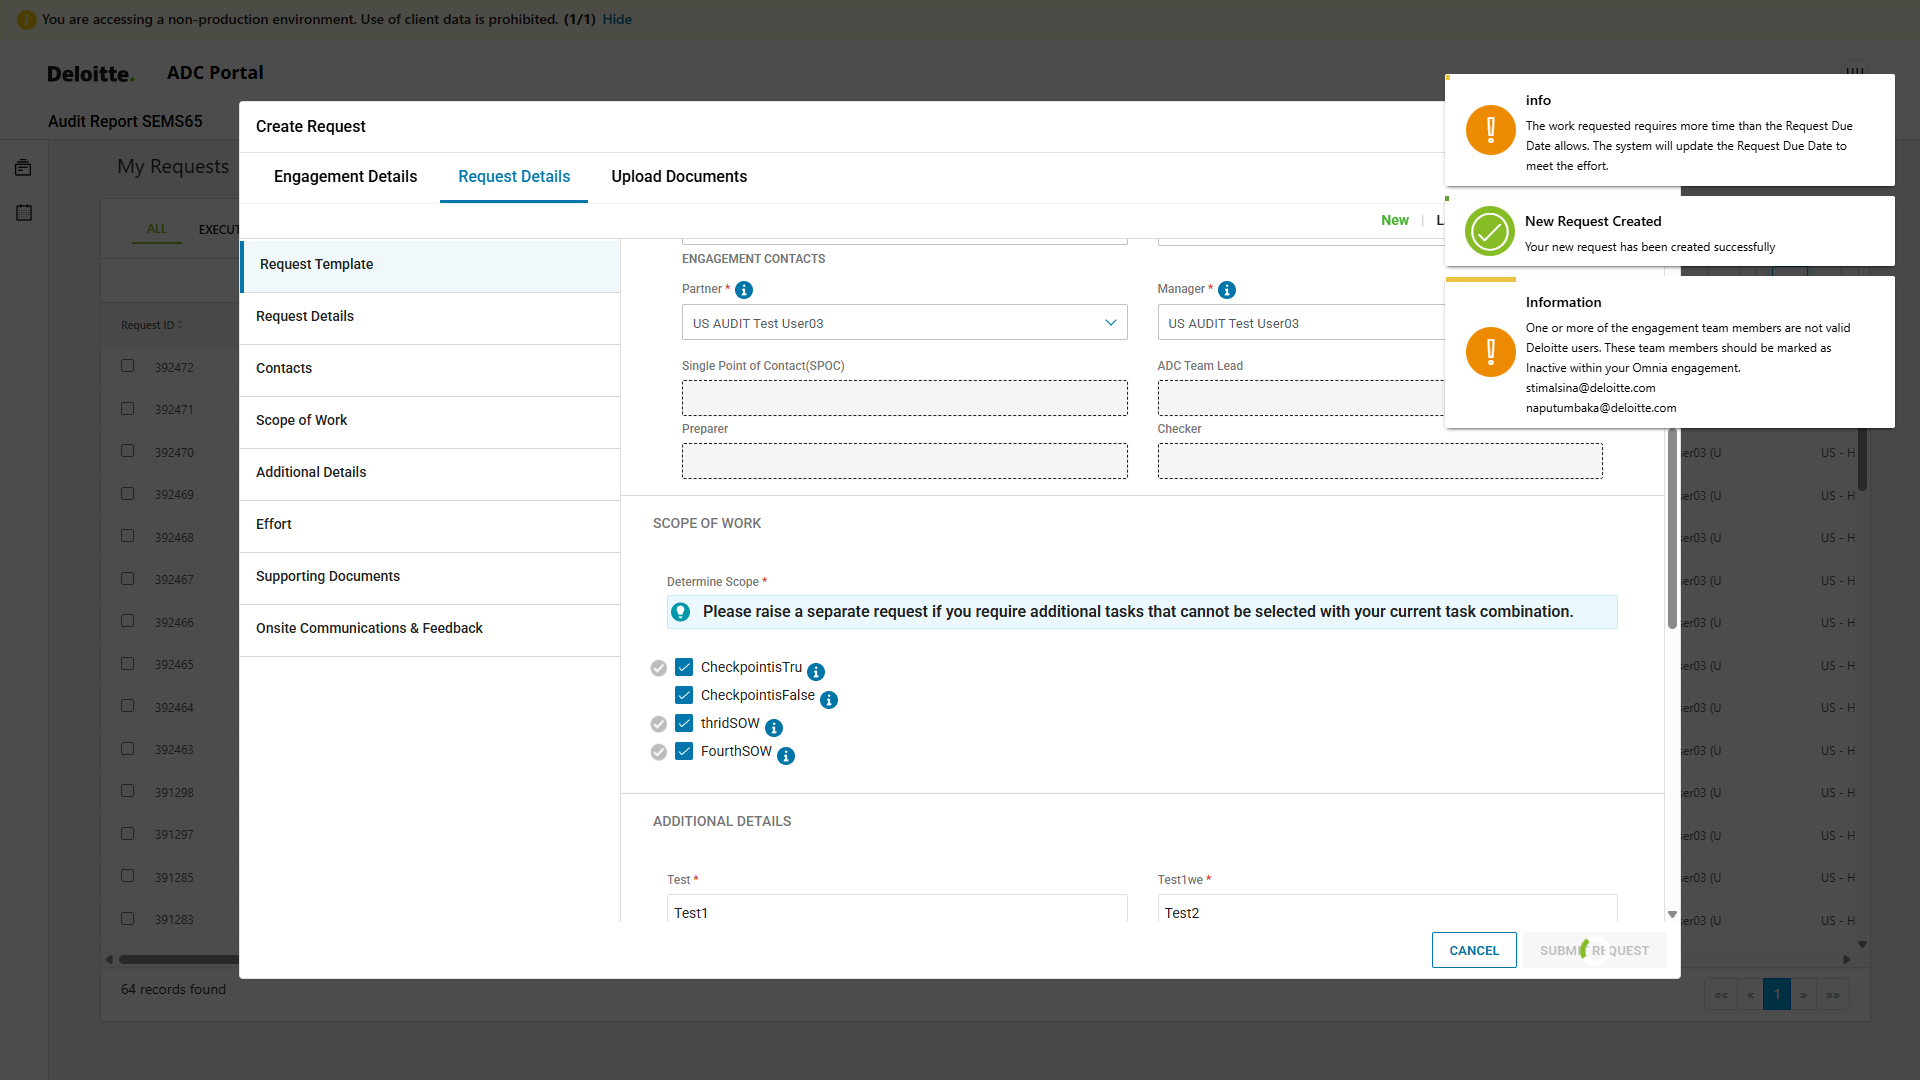 You are accessing a non-production environment. Use of client data is prohibited. (1/1) Hide
Deloitte. ADC Portal
Audit Report SEMS65
My Requests
ALL
Request ID
392472
392471
392470
392469
392468
392467
392466
392465
392464
392463
391298
391297
391285
391283
64 records found
Create Request
Engagement Details
Request Details
Upload Documents
New |
Request Template
Request Details
Contacts
Scope of Work
Additional Details
Effort
Supporting Documents
Onsite Communications & Feedback
ENGAGEMENT CONTACTS
Partner *
Manager *
US AUDIT Test User03
US AUDIT Test User03
Single Point of Contact(SPOC)
ADC Team Lead
Preparer
Checker
SCOPE OF WORK
Determine Scope *
Please raise a separate request if you require additional tasks that cannot be selected with your current task combination.
CheckpointisTru
CheckpointisFalse
thridSOW
FourthSOW
ADDITIONAL DETAILS
Test *
Test1we *
Test1
Test2
CANCEL
info
The work requested requires more time than the Request Due
Date allows. The system will update the Request Due Date to
meet the effort.
New Request Created
Your new request has been created successfully
Information
One or more of the engagement team members are not valid
Deloitte users. These team members should be marked as
Inactive within your Omnia engagement.
stimalsina@deloitte.com
naputumbaka@deloitte.com
ser03 (U US - H
ser03 (U US - H
ser03 (U US - H
ser03 (U US - H
ser03 (U US - H
ser03 (U US - H
ser03 (U US - H
ser03 (U US - H
ser03 (U US - H
ser03 (U US - H
ser03 (U US - H
ser03 (U US - H
«« « 1 » »»